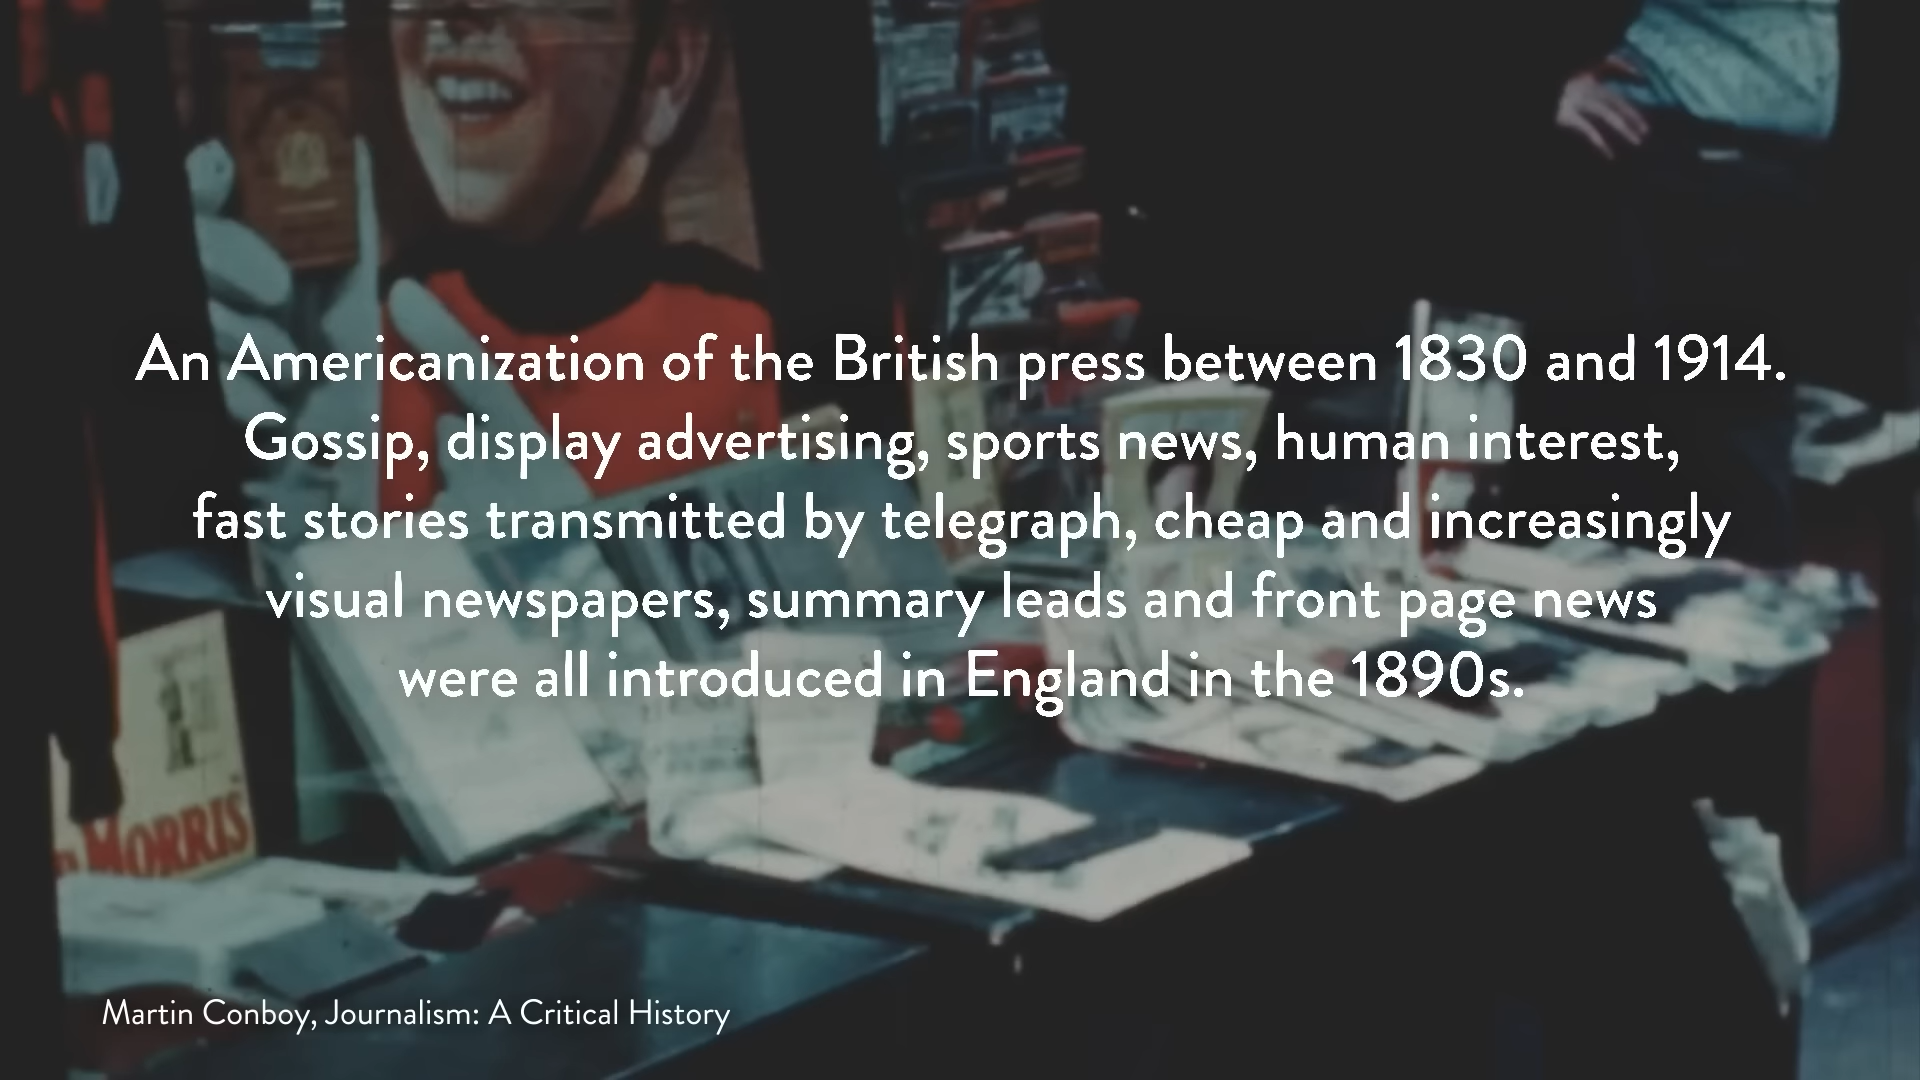 An Americanization of the British press between 1830 and 1914.
Gossip, display advertising, sports news, human interest,
fast stories transmitted by telegraph, cheap and increasingly
visual newspapers, summary leads and front page news
were all introduced in England in the 1890s.
MORRIS
Martin Conboy, Journalism: A Critical History